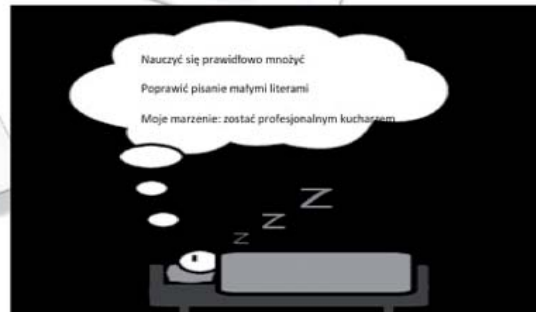 Nauczyć się prawidłowo mnożyć
Poprawić pisanie małymi literami
Moje marzenie: zostać profesjonalnym kucharzem
Z
Z
Z